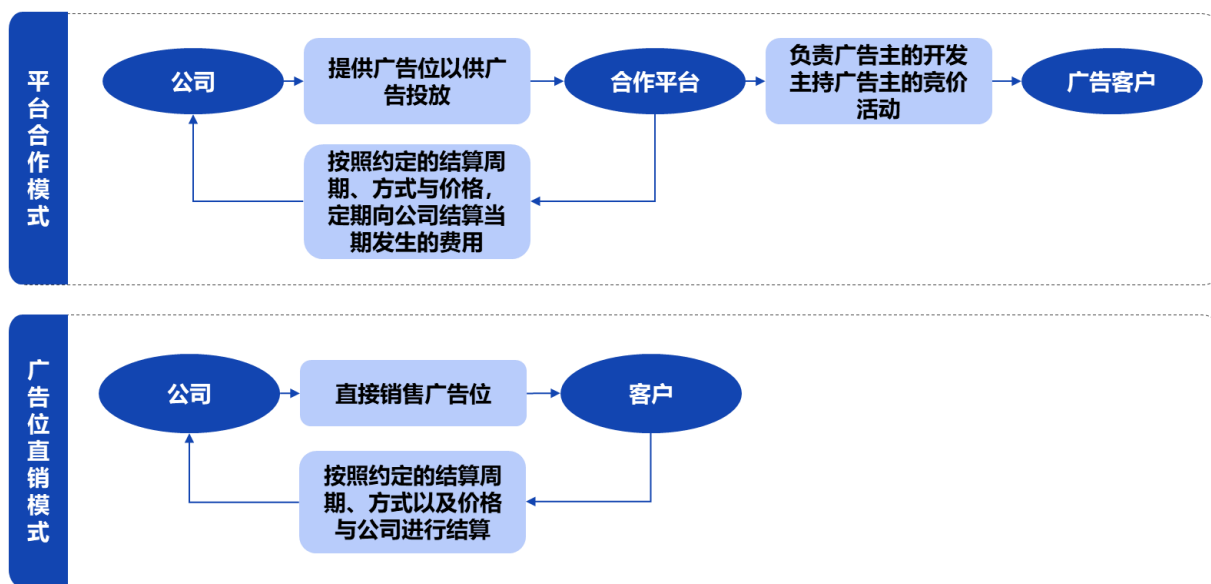 平台合作模式
公司
提供广告位以供广
告投放
合作平台
负责广告主的开发
主持广告主的竞价
活动
广告客户
按照约定的结算周
期、方式与价格，
定期向公司结算当
期发生的费用
广告位直销模式
公司
直接销售广告位
客户
按照约定的结算周
期、方式以及价格
与公司进行结算